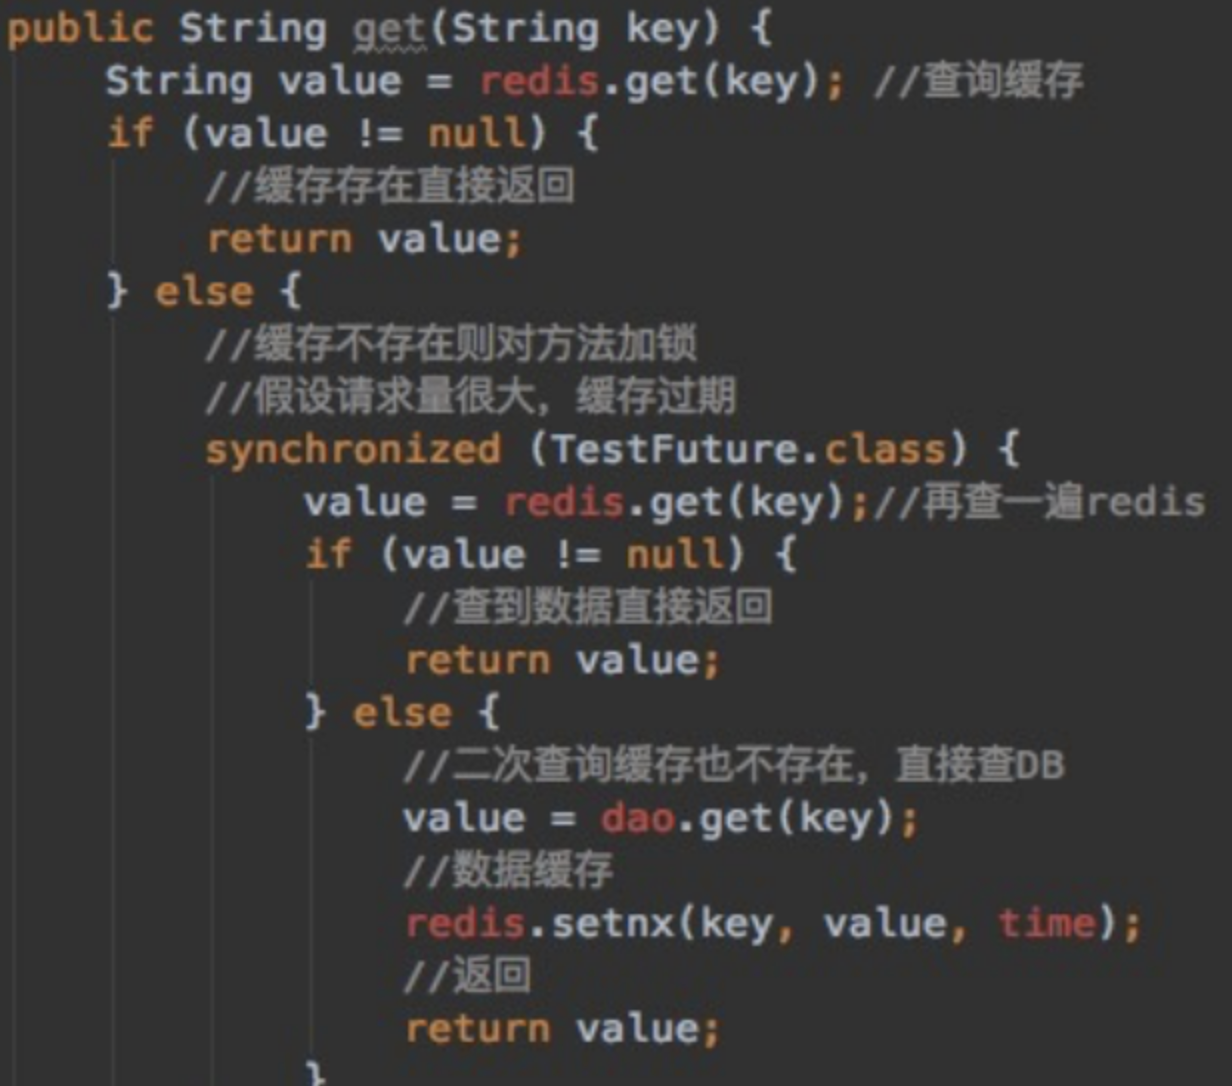 public String get(String key) {
    String value = redis.get(key); //查询缓存
    if (value != null) {
        //缓存存在直接返回
        return value;
    } else {
        //缓存不存在则对方法加锁
        //假设请求量很大，缓存过期
        synchronized (TestFuture.class) {
            value = redis.get(key);//再查一遍redis
            if (value != null) {
                //查到数据直接返回
                return value;
            } else {
                //二次查询缓存也不存在，直接查DB
                value = dao.get(key);
                //数据缓存
                redis.setnx(key, value, time);
                //返回
                return value;
            }